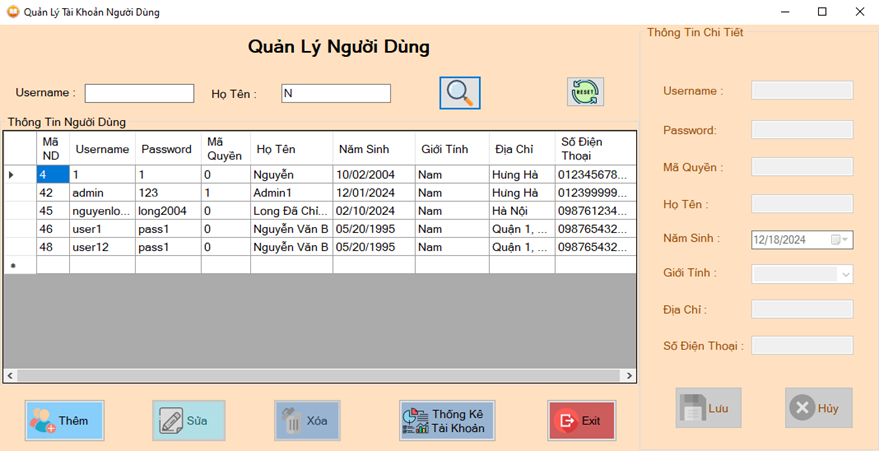 Quản Lý Tài Khoản Người Dùng
Quản Lý Người Dùng
Username :
Họ Tên : N
RESET
Thông Tin Người Dùng
Mã ND Username Password Mã Quyền Họ Tên Năm Sinh Giới Tính Địa Chỉ Số Điện Thoại
4 1 1 0 Nguyễn 10/02/2004 Nam Hưng Hà 012345678...
42 admin 123 1 Admin1 12/01/2024 Nam Hưng Hà 012399999...
45 nguyenlo... long2004 0 Long Đã Chỉ... 02/10/2024 Nam Hà Nội 098761234...
46 user1 pass1 0 Nguyễn Văn B 05/20/1995 Nam Quận 1, ... 098765432...
48 user12 pass1 0 Nguyễn Văn B 05/20/1995 Nam Quận 1, ... 098765432...
Thêm
Sửa
Xóa
Thống Kê
Tài Khoản
Exit
Thông Tin Chi Tiết
Username :
Password:
Mã Quyền :
Họ Tên :
Năm Sinh : 12/18/2024
Giới Tính :
Địa Chỉ :
Số Điện Thoại :
Lưu
Hủy